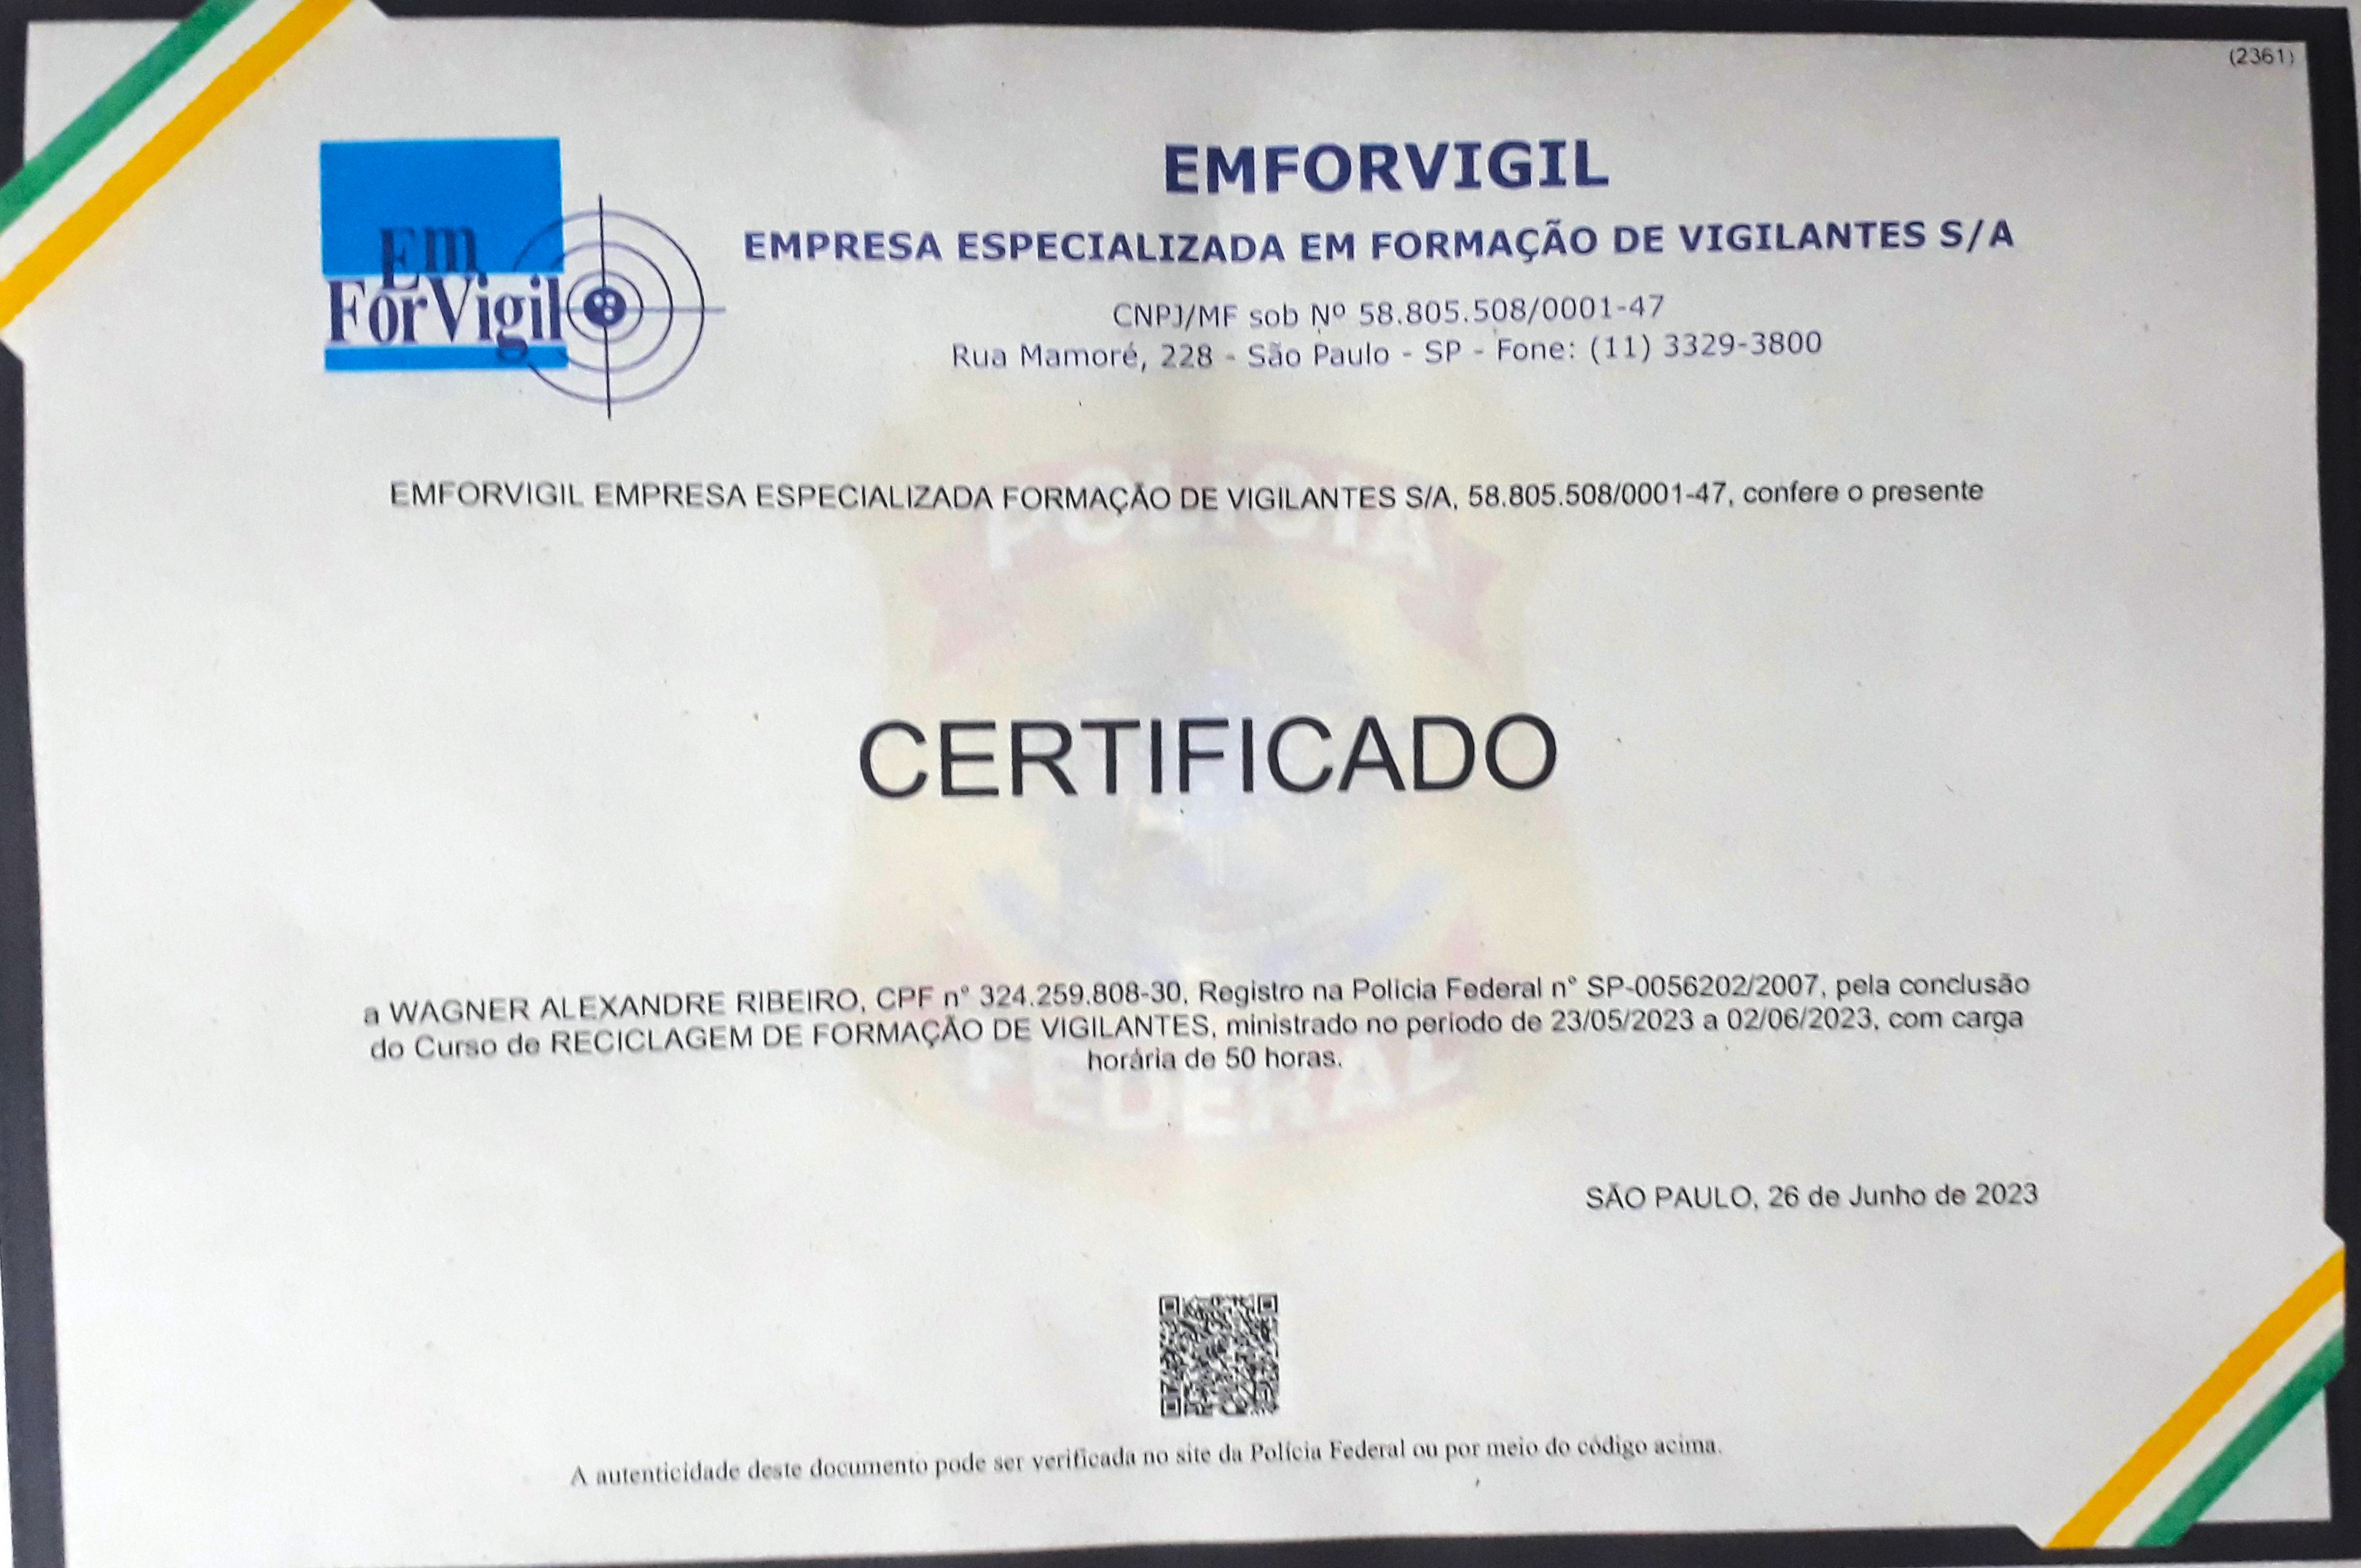 (2361)
Em
ForVigil
EMFORVIGIL
EMPRESA ESPECIALIZADA EM FORMAÇÃO DE VIGILANTES S/A
CNPJ/MF sob Nº 58.805.508/0001-47
Rua Mamoré, 228 - São Paulo - SP - Fone: (11) 3329-3800
EMFORVIGIL EMPRESA ESPECIALIZADA FORMAÇÃO DE VIGILANTES S/A, 58.805.508/0001-47, confere o presente
POLÍCIA
CERTIFICADO
a WAGNER ALEXANDRE RIBEIRO, CPF n° 324.259.808-30, Registro na Polícia Federal n° SP-0056202/2007, pela conclusão
do Curso de RECICLAGEM DE FORMAÇÃO DE VIGILANTES, ministrado no período de 23/05/2023 a 02/06/2023, com carga
horária de 50 horas.
FEDERAL
SÃO PAULO, 26 de Junho de 2023
A autenticidade deste documento pode ser verificada no site da Polícia Federal ou por meio do código acima.